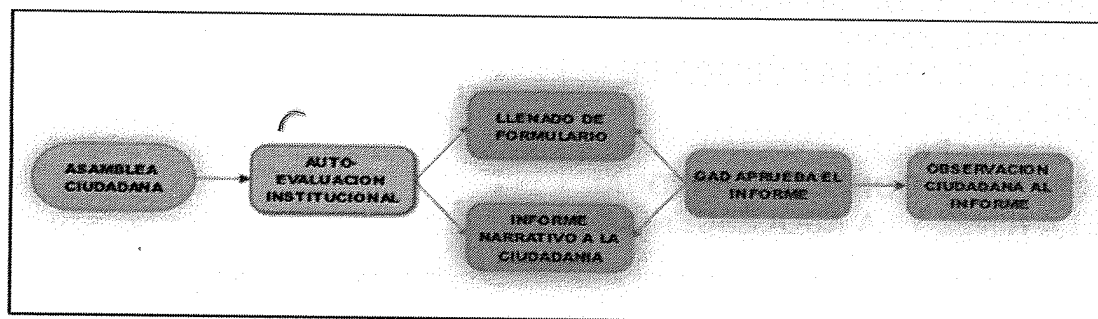 ASAMBLEA
CIUDADANA
AUTO-
EVALUACION
INSTITUCIONAL
LLENADO DE
FORMULARIO
INFORME
NARRATIVO A LA
CIUDADANIA
GAD APRUEBA EL
INFORME
OBSERVACION
CIUDADANA AL
INFORME